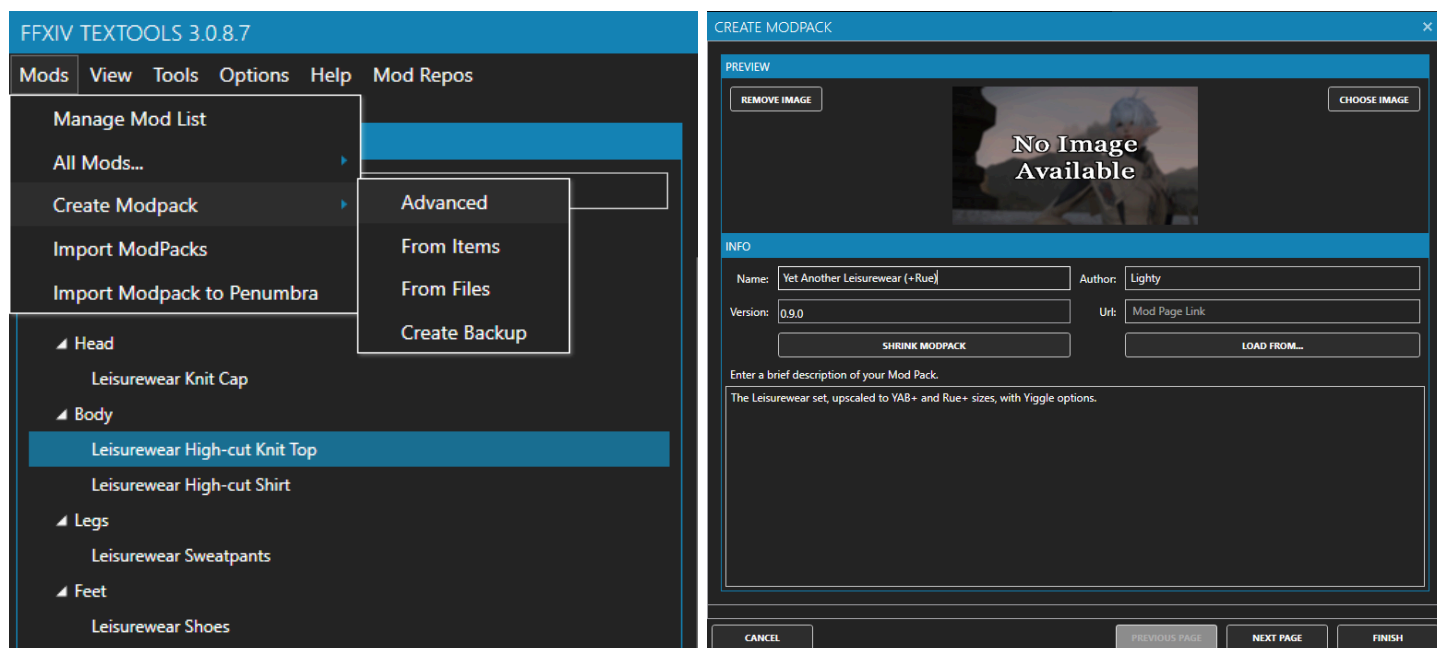 FFXIV TEXTOOLS 3.0.8.7
Mods View Tools Options Help Mod Repos
Manage Mod List
All Mods...
Create Modpack
Import ModPacks
Import Modpack to Penumbra
Advanced
From Items
From Files
Create Backup
Head
Leisurewear Knit Cap
Body
Leisurewear High-cut Knit Top
Leisurewear High-cut Shirt
Legs
Leisurewear Sweatpants
Feet
Leisurewear Shoes
CREATE MODPACK
PREVIEW
REMOVE IMAGE
No Image
Available
CHOOSE IMAGE
INFO
Name: Yet Another Leisurewear (+Rue) Author: Lighty
Version: 0.9.0 Url: Mod Page Link
SHRINK MODPACK LOAD FROM...
Enter a brief description of your Mod Pack.
The Leisurewear set, upscaled to YAB+ and Rue+ sizes, with Yiggle options.
CANCEL PREVIOUS PAGE NEXT PAGE FINISH